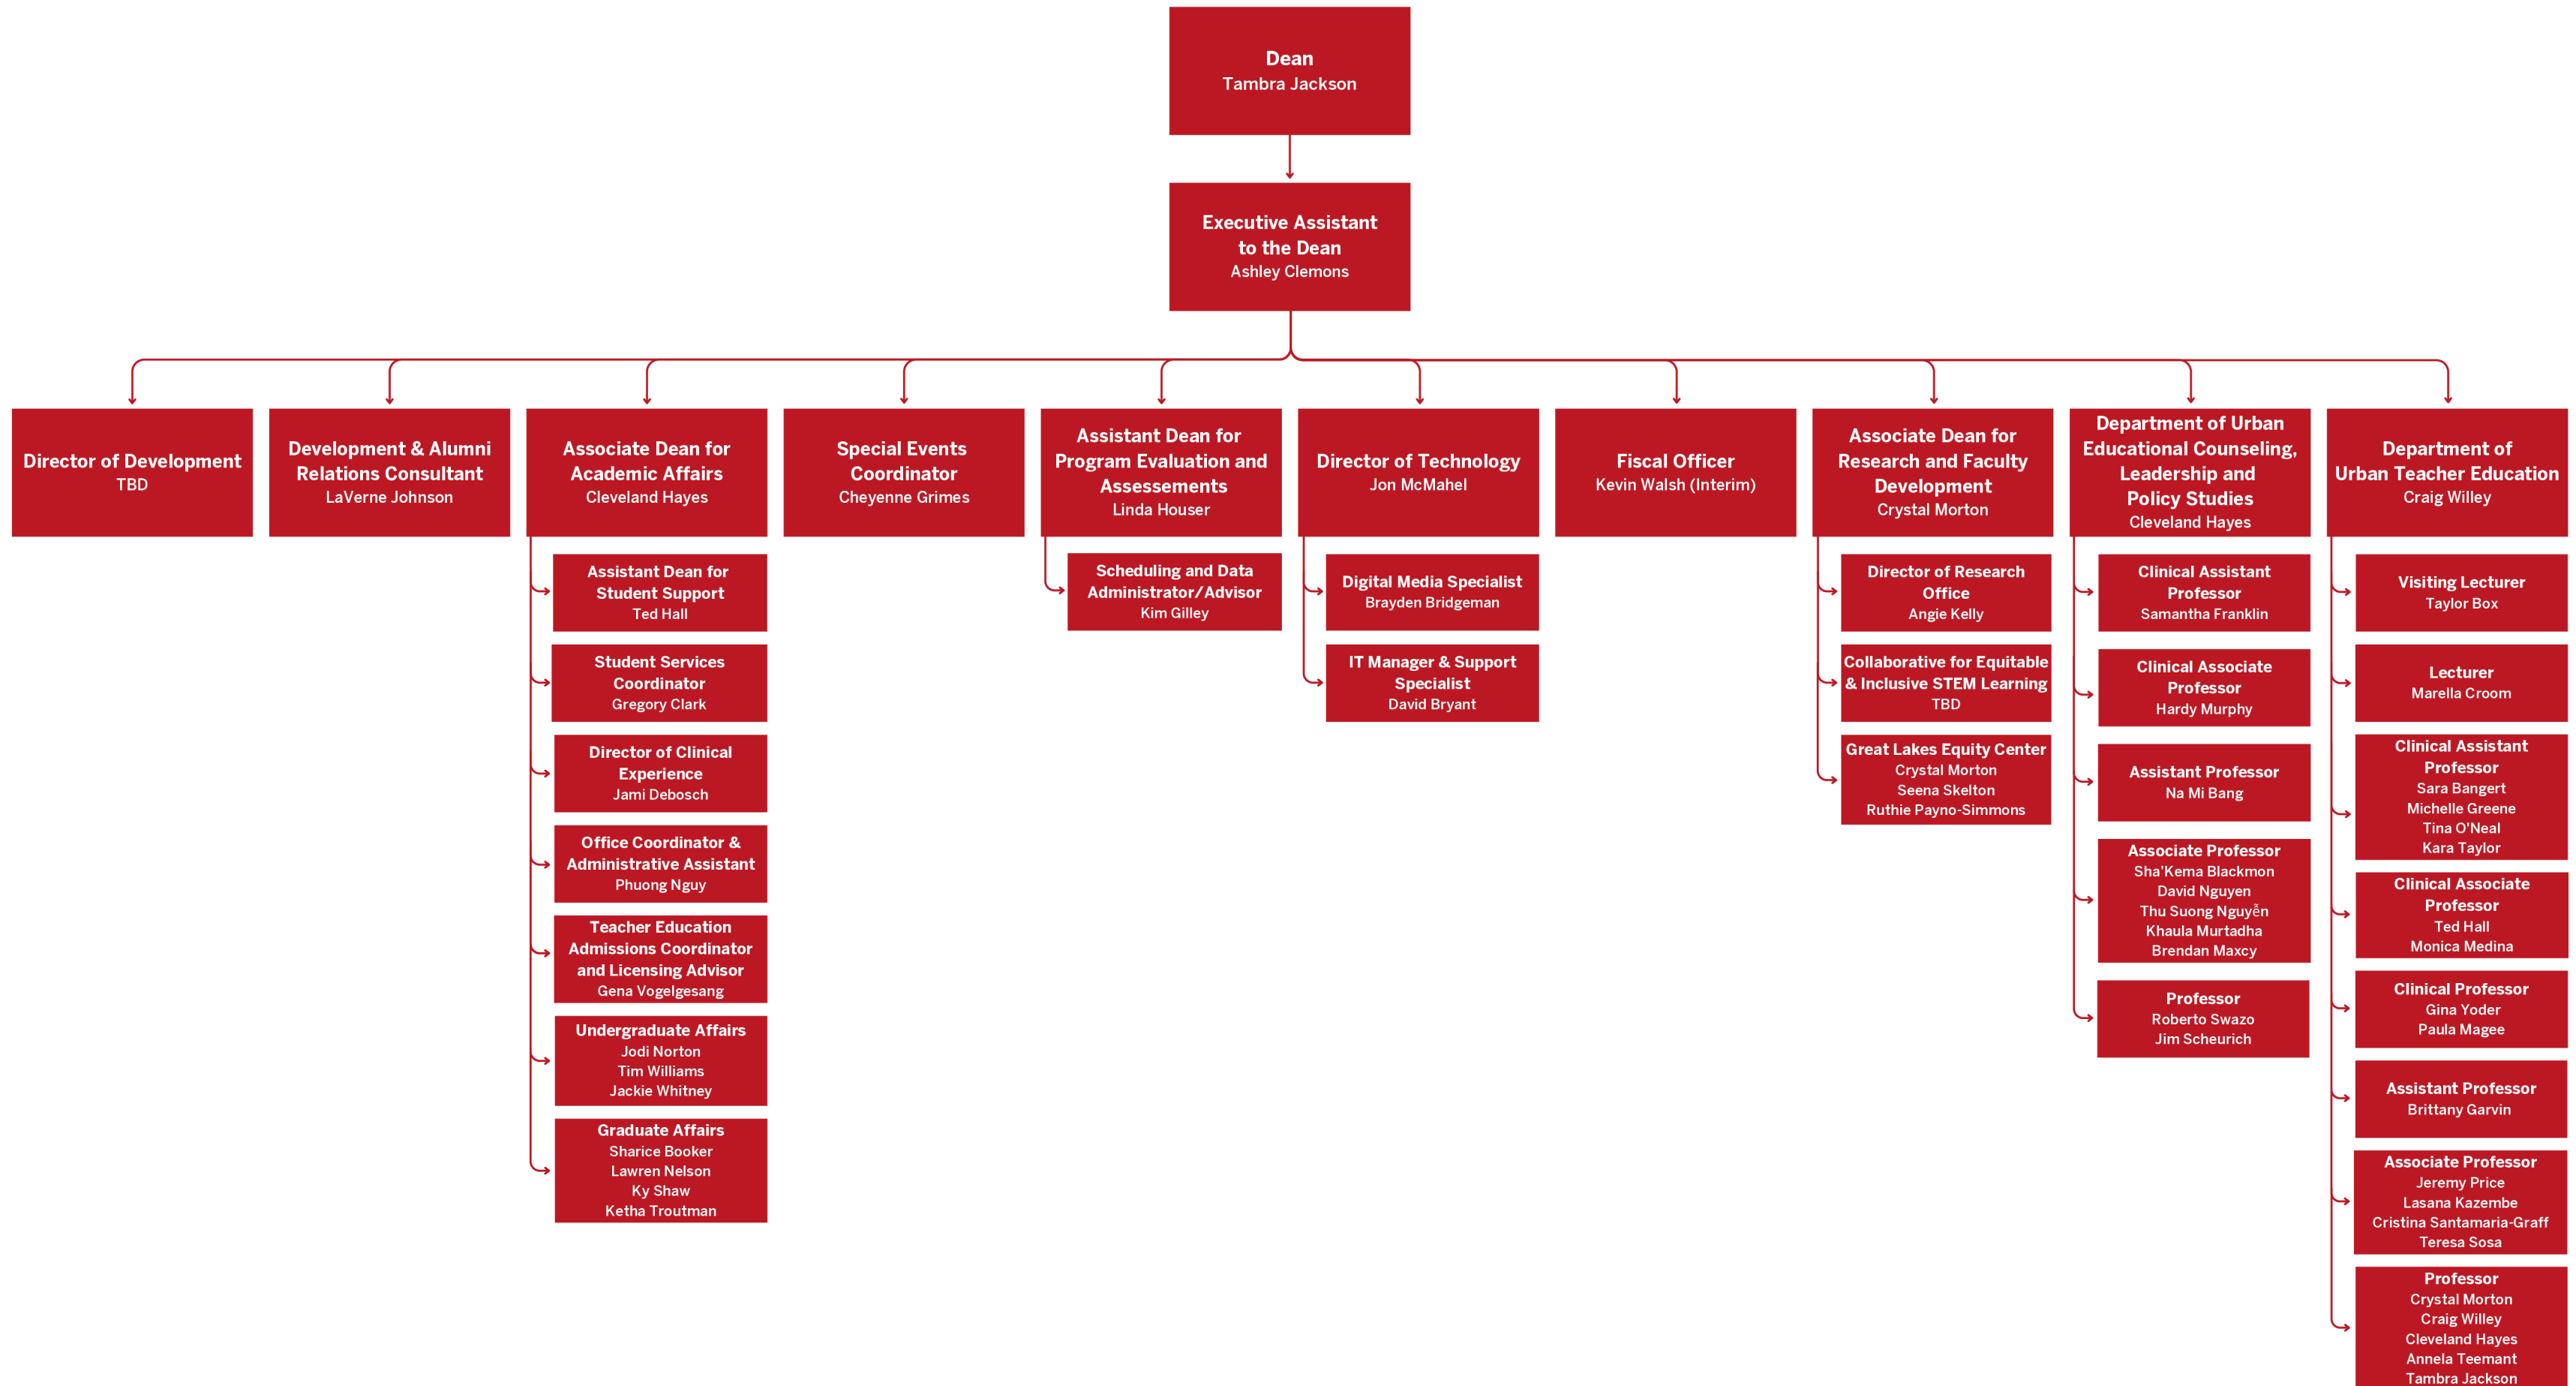 Dean
Tambra Jackson
Executive Assistant
to the Dean
Ashley Clemons
Director of Development
TBD
Development & Alumni
Relations Consultant
LaVerne Johnson
Associate Dean for
Academic Affairs
Cleveland Hayes
Assistant Dean for
Student Support
Ted Hall
Student Services
Coordinator
Gregory Clark
Director of Clinical
Experience
Jami Debosch
Office Coordinator &
Administrative Assistant
Phuong Nguy
Teacher Education
Admissions Coordinator
and Licensing Advisor
Gena Vogelgesang
Undergraduate Affairs
Jodi Norton
Tim Williams
Jackie Whitney
Graduate Affairs
Sharice Booker
Lawren Nelson
Ky Shaw
Ketha Troutman
Special Events
Coordinator
Cheyenne Grimes
Assistant Dean for
Program Evaluation and
Assessements
Linda Houser
Scheduling and Data
Administrator/Advisor
Kim Gilley
Director of Technology
Jon McMahel
Digital Media Specialist
Brayden Bridgeman
IT Manager & Support
Specialist
David Bryant
Fiscal Officer
Kevin Walsh (Interim)
Associate Dean for
Research and Faculty
Development
Crystal Morton
Director of Research
Office
Angie Kelly
Collaborative for Equitable
& Inclusive STEM Learning
TBD
Great Lakes Equity Center
Crystal Morton
Seena Skelton
Ruthie Payno-Simmons
Department of Urban
Educational Counseling,
Leadership and
Policy Studies
Cleveland Hayes
Clinical Assistant
Professor
Samantha Franklin
Clinical Associate
Professor
Hardy Murphy
Assistant Professor
Na Mi Bang
Associate Professor
Sha'Kema Blackmon
David Nguyen
Thu Suong Nguyễn
Khaula Murtadha
Brendan Maxcy
Professor
Roberto Swazo
Jim Scheurich
Department of
Urban Teacher Education
Craig Willey
Visiting Lecturer
Taylor Box
Lecturer
Marella Croom
Clinical Assistant
Professor
Sara Bangert
Michelle Greene
Tina O'Neal
Kara Taylor
Clinical Associate
Professor
Ted Hall
Monica Medina
Clinical Professor
Gina Yoder
Paula Magee
Assistant Professor
Brittany Garvin
Associate Professor
Jeremy Price
Lasana Kazembe
Cristina Santamaria-Graff
Teresa Sosa
Professor
Crystal Morton
Craig Willey
Cleveland Hayes
Annela Teemant
Tambra Jackson